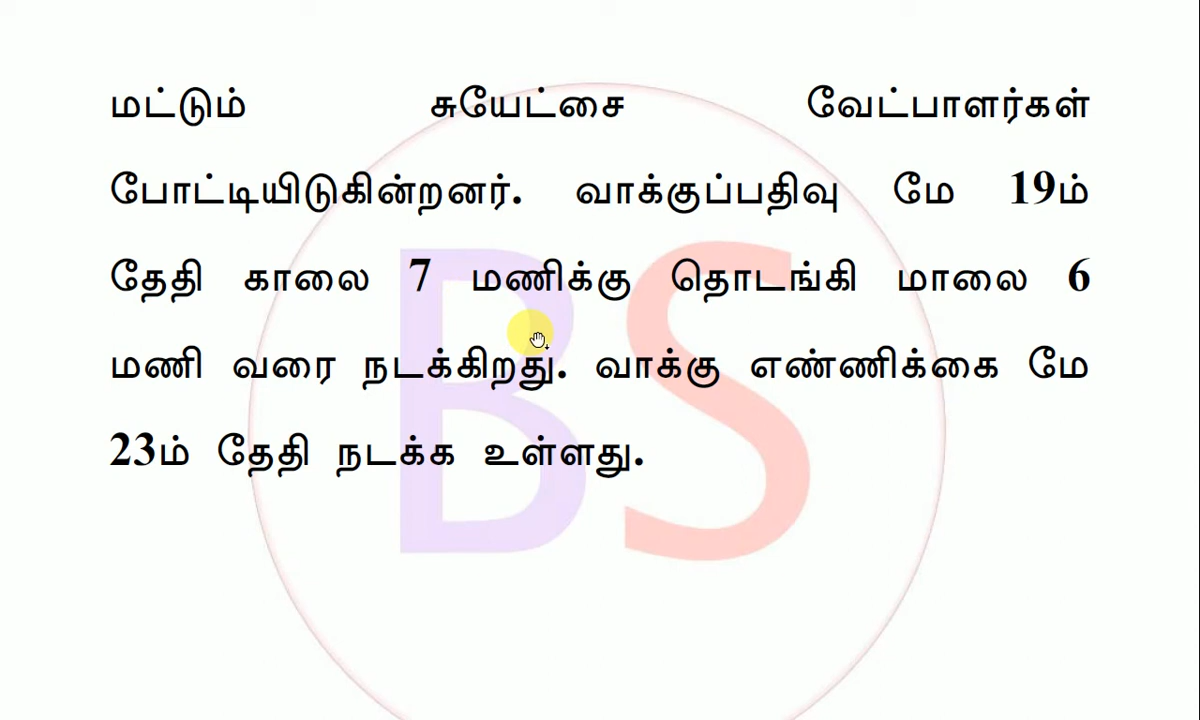 மட்டும் சுயேட்சை வேட்பாளர்கள்
போட்டியிடுகின்றனர். வாக்குப்பதிவு மே 19ம்
தேதி காலை 7 மணிக்கு தொடங்கி மாலை 6
மணி வரை நடக்கிறது. வாக்கு எண்ணிக்கை மே
23ம் தேதி நடக்க உள்ளது.
BS